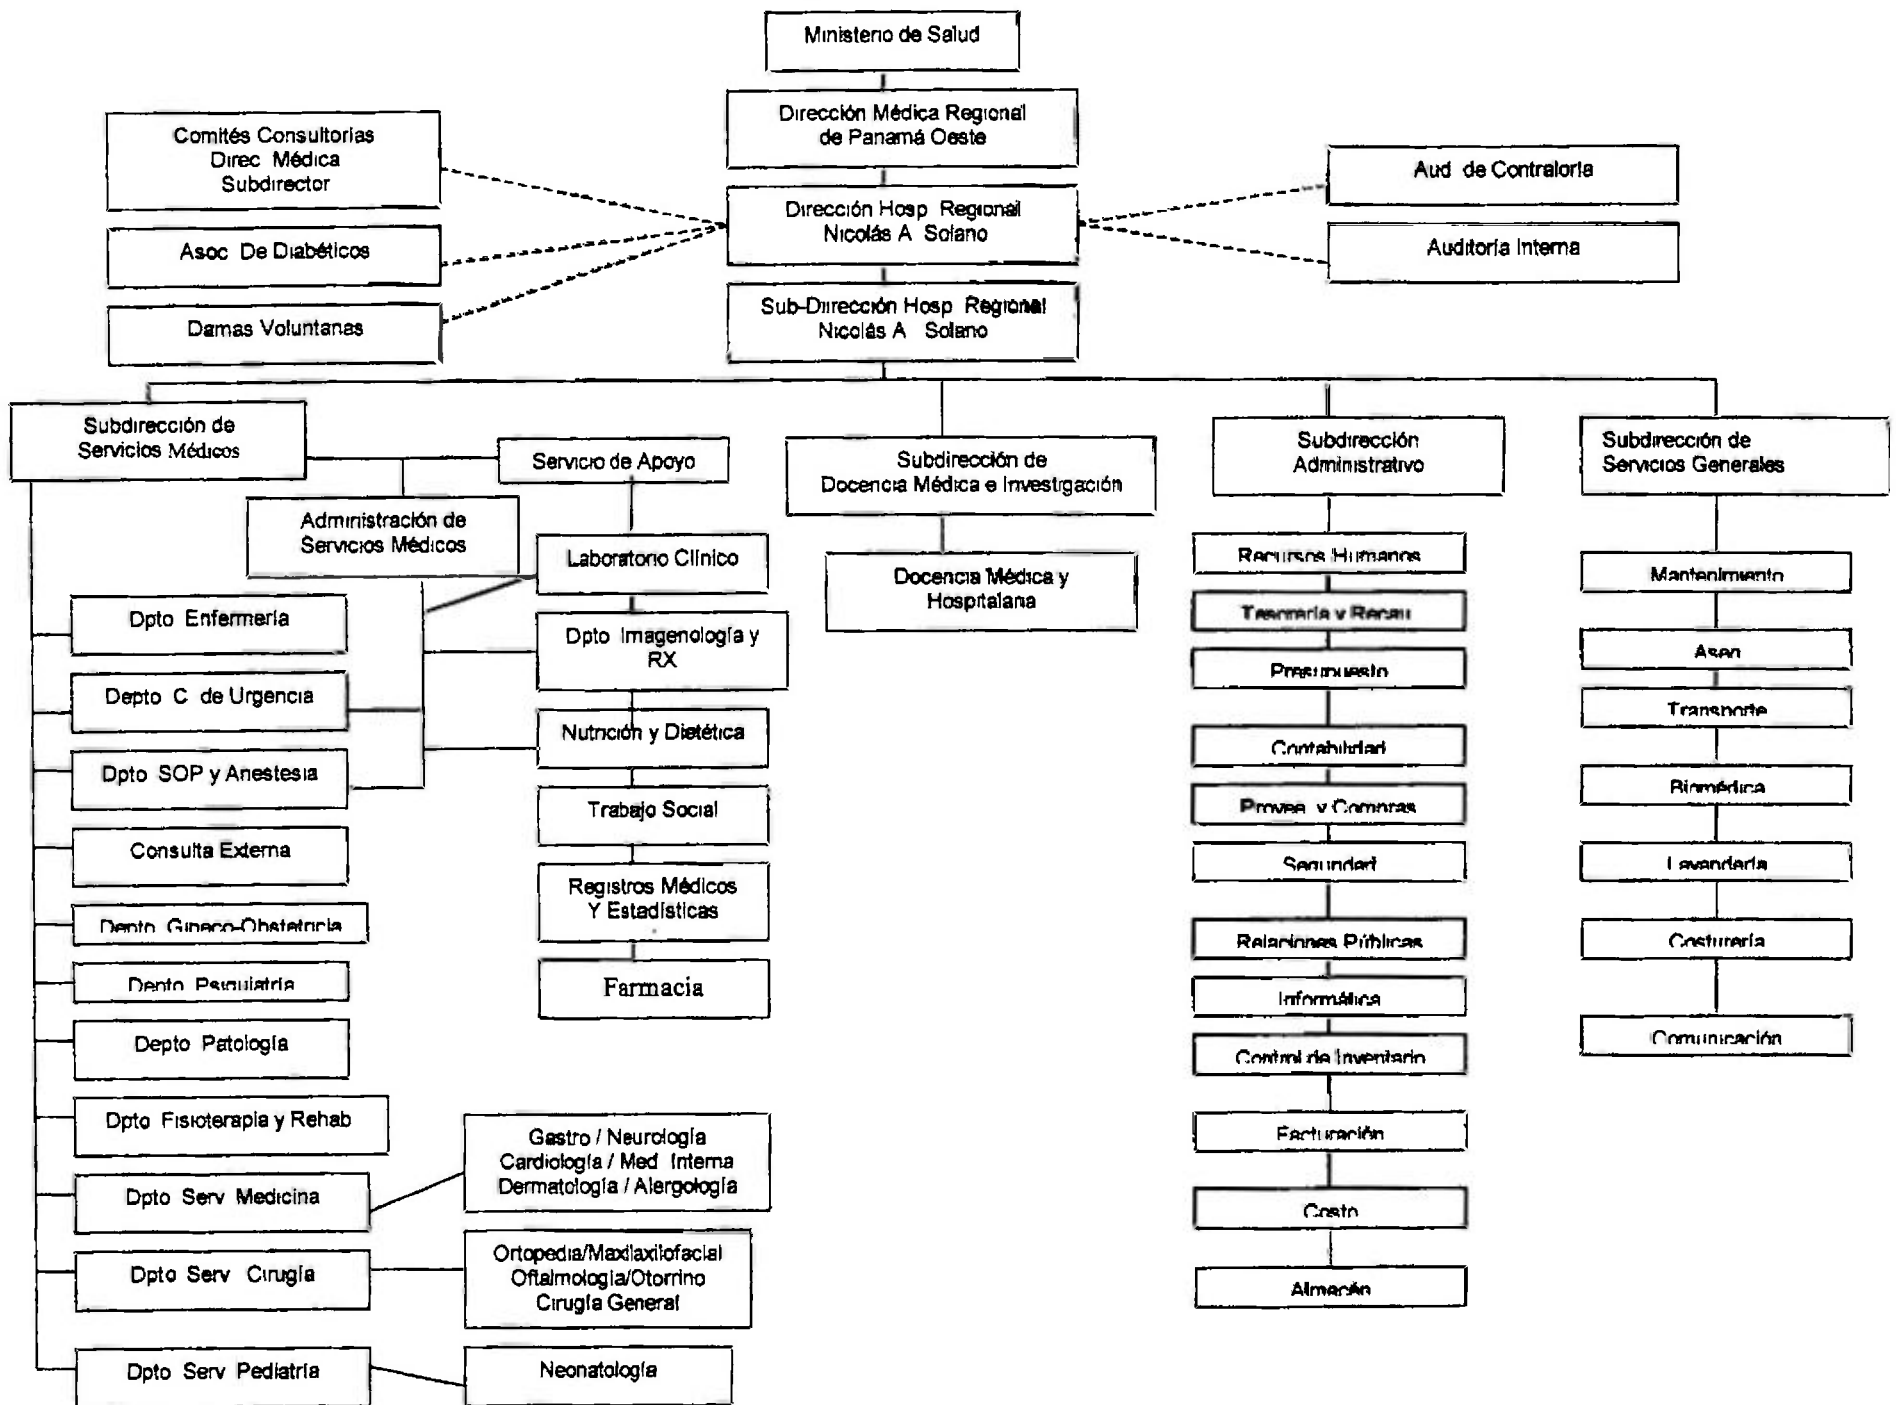 Ministerio de Salud
Dirección Médica Regional
de Panamá Oeste
Comités Consultorías
Direc Médica
Subdirector
Asoc De Diabéticos
Damas Voluntarias
Dirección Hosp Regional
Nicolás A Solano
Aud de Contraloría
Auditoría Interna
Sub-Diirección Hosp Regional
Nicolás A Solano
Subdirección de
Servicios Médicos
Servicio de Apoyo
Administración de
Servicios Médicos
Dpto Enfermería
Depto C de Urgencia
Dpto SOP y Anestesia
Consulta Externa
Depto Gineco-Obstetricia
Depto Psiquiatría
Depto Patología
Dpto Fisioterapia y Rehab
Dpto Serv Medicina
Dpto Serv Cirugía
Dpto Serv Pediatría
Laboratorio Clínico
Dpto Imagenología y
RX
Nutrición y Dietética
Trabajo Social
Registros Médicos
Y Estadísticas
Farmacia
Gastro / Neurología
Cardiología / Med Interna
Dermatología / Alergología
Ortopedia/Maxilaxilofacial
Oftalmología/Otorrino
Cirugía General
Neonatología
Subdirección de
Docencia Médica e Investigación
Docencia Médica y
Hospitalaria
Subdirección
Administrativo
Recursos Humanos
Tesorería y Recau
Presupuesto
Contabilidad
Provee y Compras
Seguridad
Relaciones Públicas
Informática
Control de Inventario
Facturación
Costo
Almacén
Subdirección de
Servicios Generales
Mantenimiento
Aseo
Transporte
Biomédica
Lavandería
Costurería
Comunicación